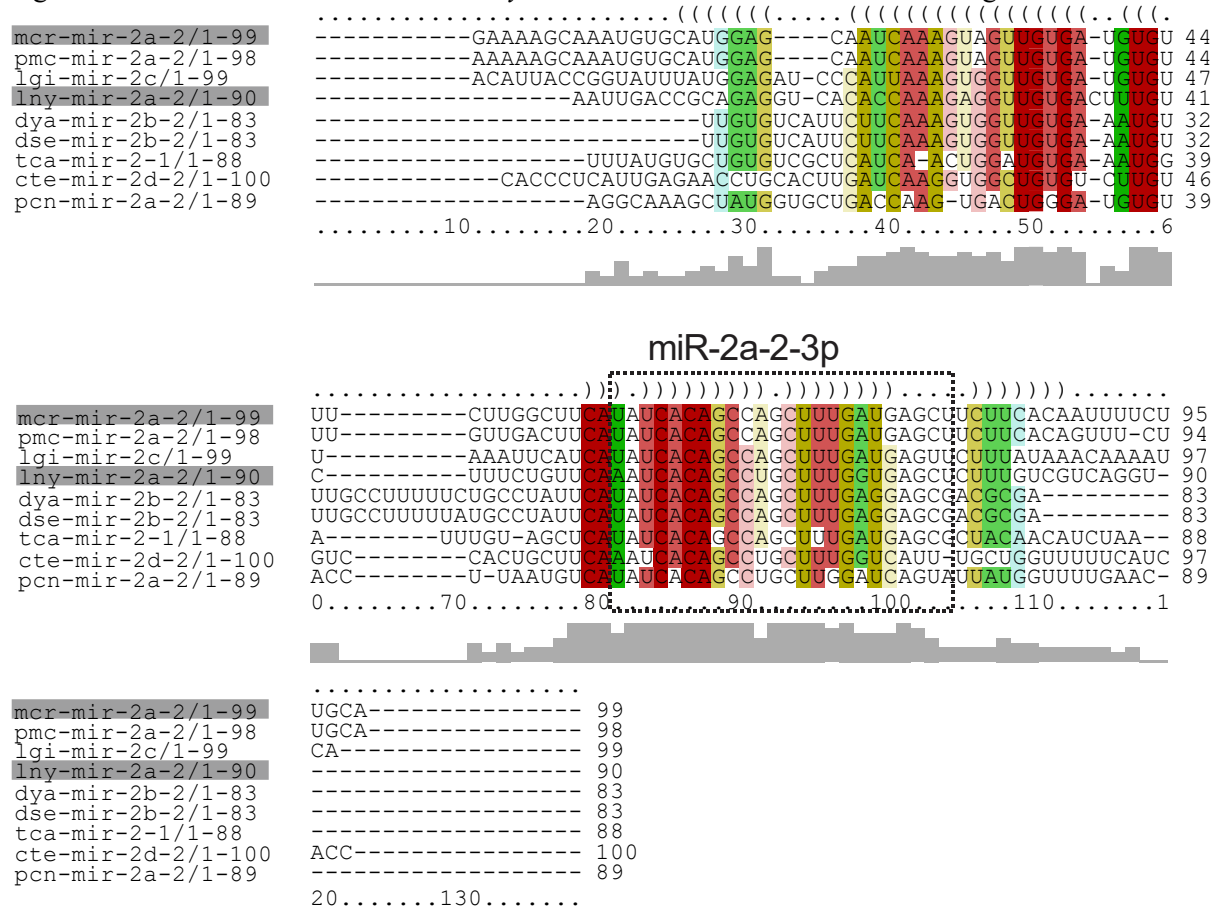 .........................(((((((.....(((((((((((((((((..(((.
mcr-mir-2a-2/1-99 -----------GAAAAGCAAAUGUGCAUGGAG----CAAUCAAAGUAGUUGUGA-UGUGU 44
pmc-mir-2a-2/1-98 -----------AAAAAGCAAAUGUGCAUGGAG----CAAUCAAAGUAGUUGUGA-UGUGU 44
lgi-mir-2c/1-99 -----------ACAUUACCGGUAUUUAUGGAGAU-CCCAUUAAAGUGGUUGUGA-UGUGU 47
lny-mir-2a-2/1-90 ------------------AAUUGACCGCAGAGGU-CACACCAAAGAGGUUGUGACUUUGU 41
dya-mir-2b-2/1-83 ---------------------------UUGUGUCAUUCUUCAAAGUGGUUGUGA-AAUGU 32
dse-mir-2b-2/1-83 ---------------------------UUGUGUCAUUCUUCAAAGUGGUUGUGA-AAUGU 32
tca-mir-2-1/1-88 -------------------UUUAUGUGCUGUGUCGCUCAUCA-ACUGGAUGUGA-AAUGG 39
cte-mir-2d-2/1-100 -------------CACCCUCAUUGAGAACCUGCACUUGAUCAAGGUGGCUGUGU-CUUGU 46
pcn-mir-2a-2/1-89 -------------------AGGCAAAGCUAUGGUGCUGACCAAG-UGACUGGGA-UGUGU 39
.........10........20........30........40........50........6
miR-2a-2-3p
...................))).))))))))).)))))))).....))))))).......
mcr-mir-2a-2/1-99 UU---------CUUGGCUUCAUAUCACAGCCAGCUUUGAUGAGCUUCUUCACAAUUUUCU 95
pmc-mir-2a-2/1-98 UU---------GUUGACUUCAUAUCACAGCCAGCUUUGAUGAGCUUCUUCACAGUUU-CU 94
lgi-mir-2c/1-99 U----------AAAUUCAUCAUAUCACAGCCAGCUUUGAUGAGUUCUUUAUAAACAAAAU 97
lny-mir-2a-2/1-90 C----------UUUCUGUUCAAAUCACAGCCAGCUUUGGUGAGCUUCUUGUCGUCAGGU- 90
dya-mir-2b-2/1-83 UUGCCUUUUUCUGCCUAUUCAUAUCACAGCCAGCUUUGAGGAGCGACGCGA--------- 83
dse-mir-2b-2/1-83 UUGCCUUUUUAUGCCUAUUCAUAUCACAGCCAGCUUUGAGGAGCGACGCGA--------- 83
tca-mir-2-1/1-88 A--------UUUGU-AGCUCAUAUCACAGCCAGCUUUGAUGAGCGCUACAACAUCUAA-- 88
cte-mir-2d-2/1-100 GUC--------CACUGCUUCAAAUCACAGCCUGCUUUGAUCAUU-UGCUGGUUUUUCAUC 97
pcn-mir-2a-2/1-89 ACC--------U-UAAUGUCAUAUCACAGCCUGCUUGGAUCAGUAUUAUGGUUUUGAAC- 89
0........70........80........90........100.......110.......1
...................
mcr-mir-2a-2/1-99 UGCA--------------- 99
pmc-mir-2a-2/1-98 UGCA--------------- 98
lgi-mir-2c/1-99 CA----------------- 99
lny-mir-2a-2/1-90 ------------------- 90
dya-mir-2b-2/1-83 ------------------- 83
dse-mir-2b-2/1-83 ------------------- 83
tca-mir-2-1/1-88 ------------------- 88
cte-mir-2d-2/1-100 ACC---------------- 100
pcn-mir-2a-2/1-89 ------------------- 89
20.......130.......